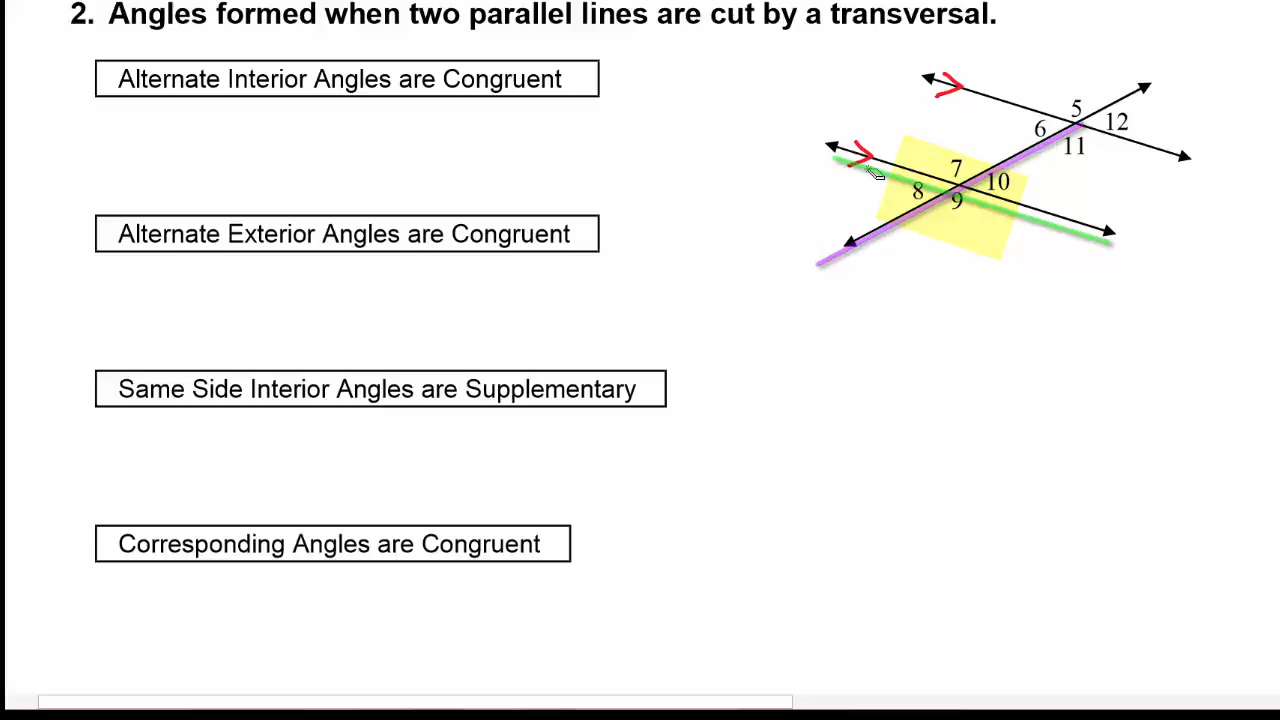 2. Angles formed when two parallel lines are cut by a transversal.
Alternate Interior Angles are Congruent
5
6
12
11
7
10
8
9
Alternate Exterior Angles are Congruent
Same Side Interior Angles are Supplementary
Corresponding Angles are Congruent